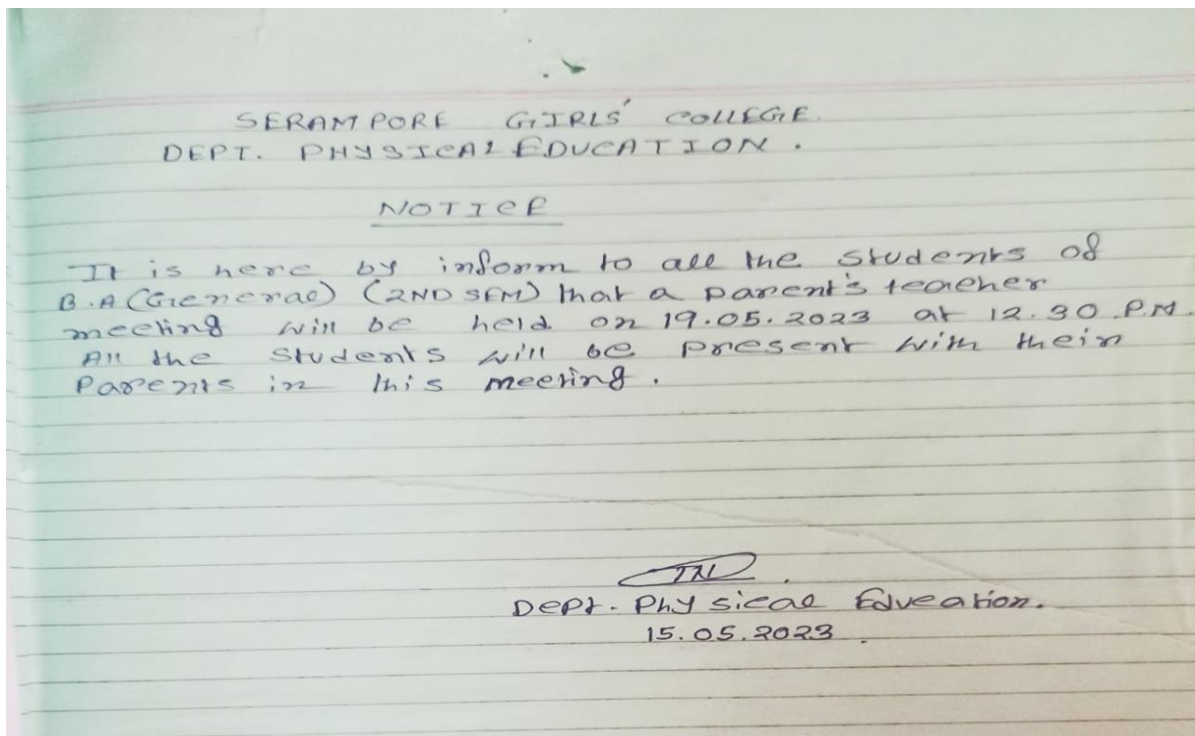 SERAMPORE GIRLS' COLLEGE.
DEPT. PHYSICAL EDUCATION.
NOTICE
It is here by inform to all the students of
B.A (General) (2ND SEM) that a parent's teacher
meeting will be held on 19.05.2023 at 12.30 P.M.
All the students will be present with their
Parents in this meeting.
Dept. Physical Education.
15.05.2023